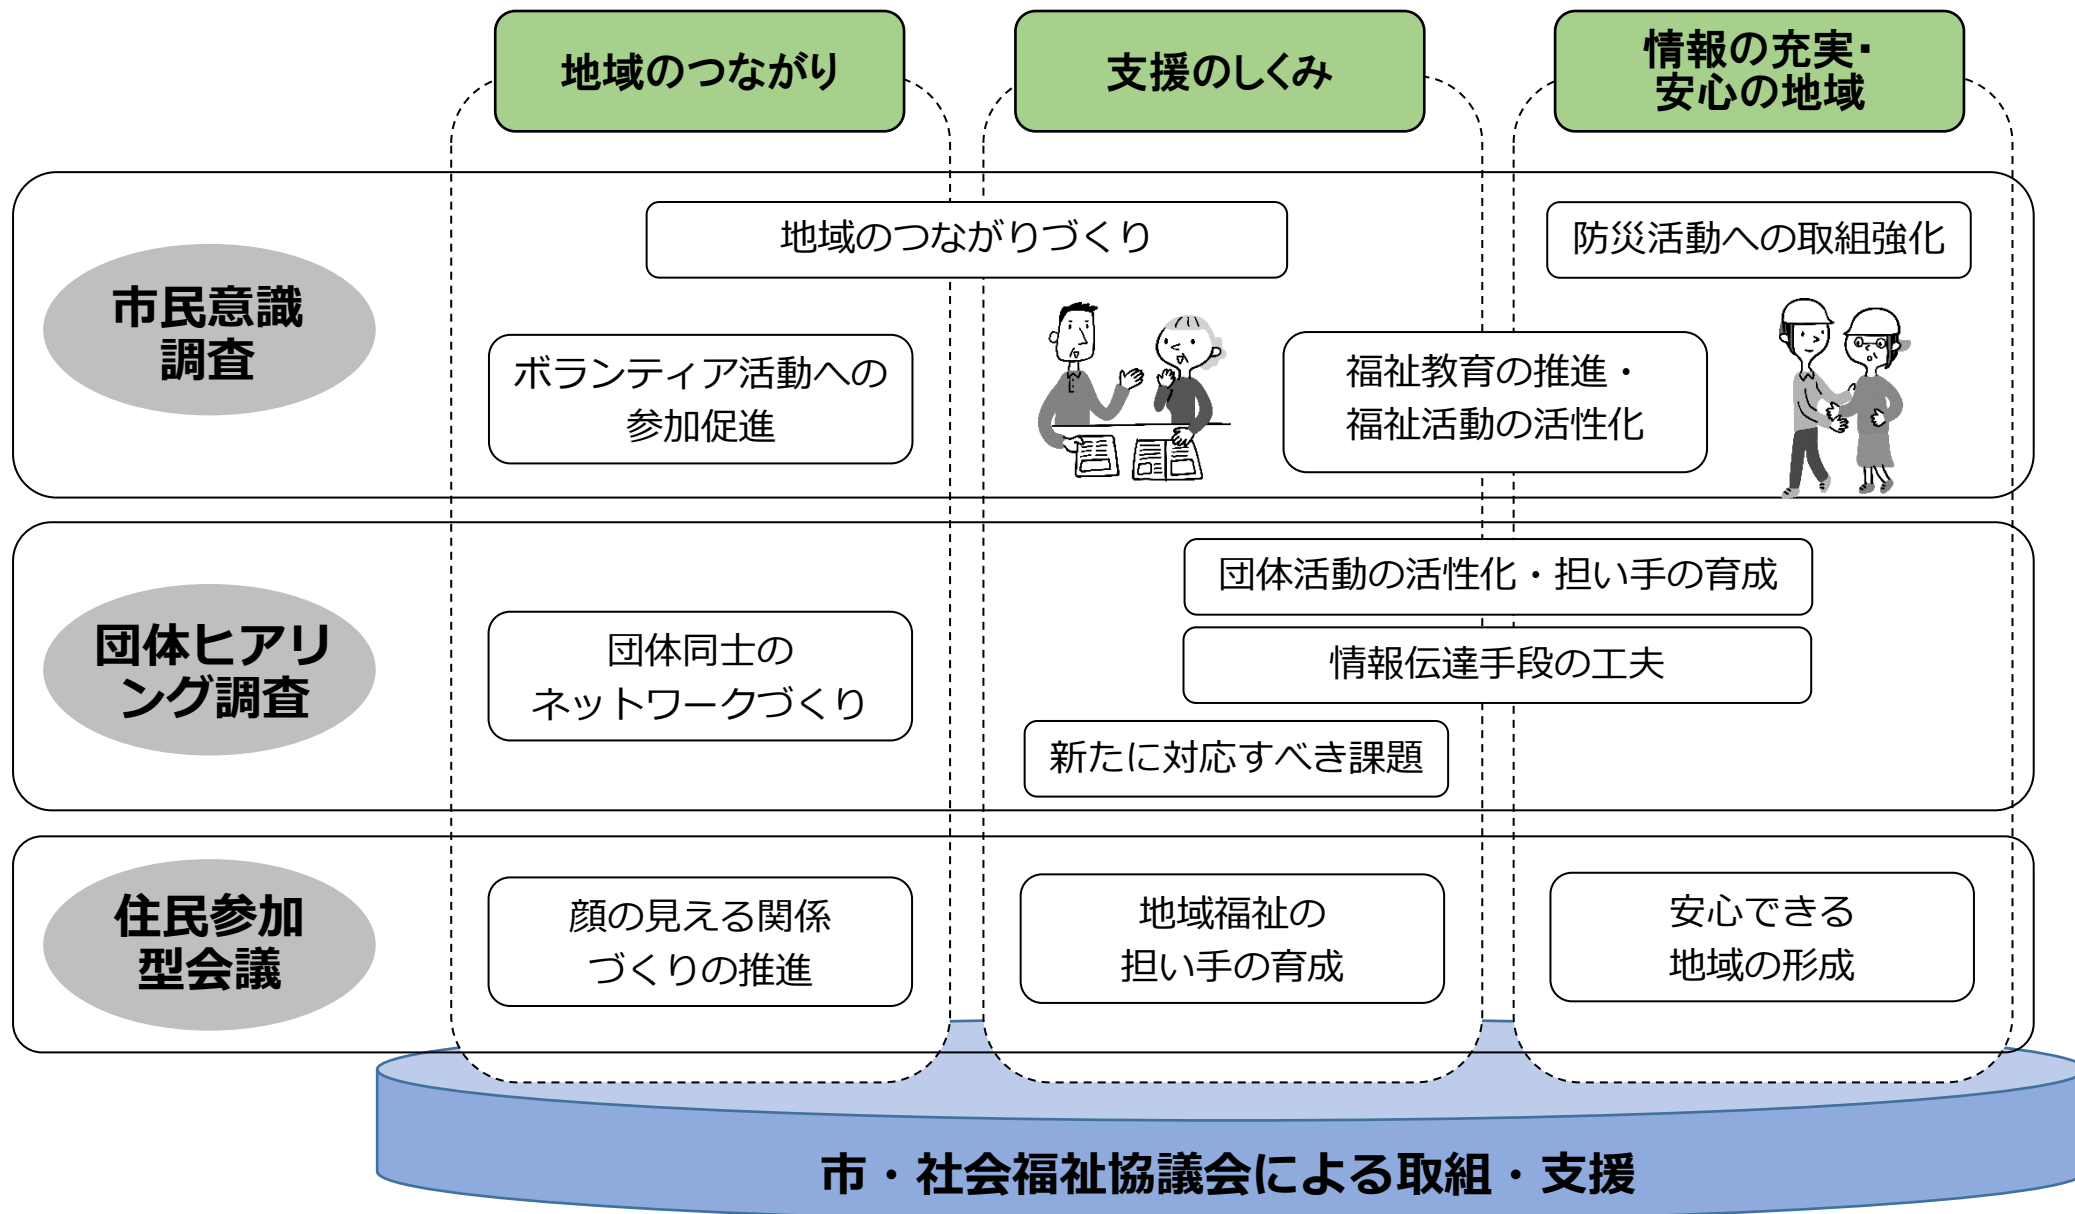 地域のつながり
支援のしくみ
情報の充実・
安心の地域
市民意識
調査
地域のつながりづくり
防災活動への取組強化
ボランティア活動への
参加促進
福祉教育の推進・
福祉活動の活性化
団体ヒアリ
ング調査
団体同士の
ネットワークづくり
団体活動の活性化・担い手の育成
情報伝達手段の工夫
新たに対応すべき課題
住民参加
型会議
顔の見える関係
づくりの推進
地域福祉の
担い手の育成
安心できる
地域の形成
市・社会福祉協議会による取組・支援